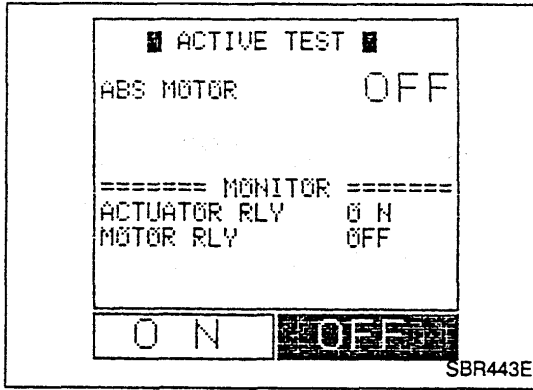 ACTIVE TEST
ABS MOTOR OFF
======= MONITOR =======
ACTUATOR RLY O N
MOTOR RLY OFF
O N OFF
SBR443E